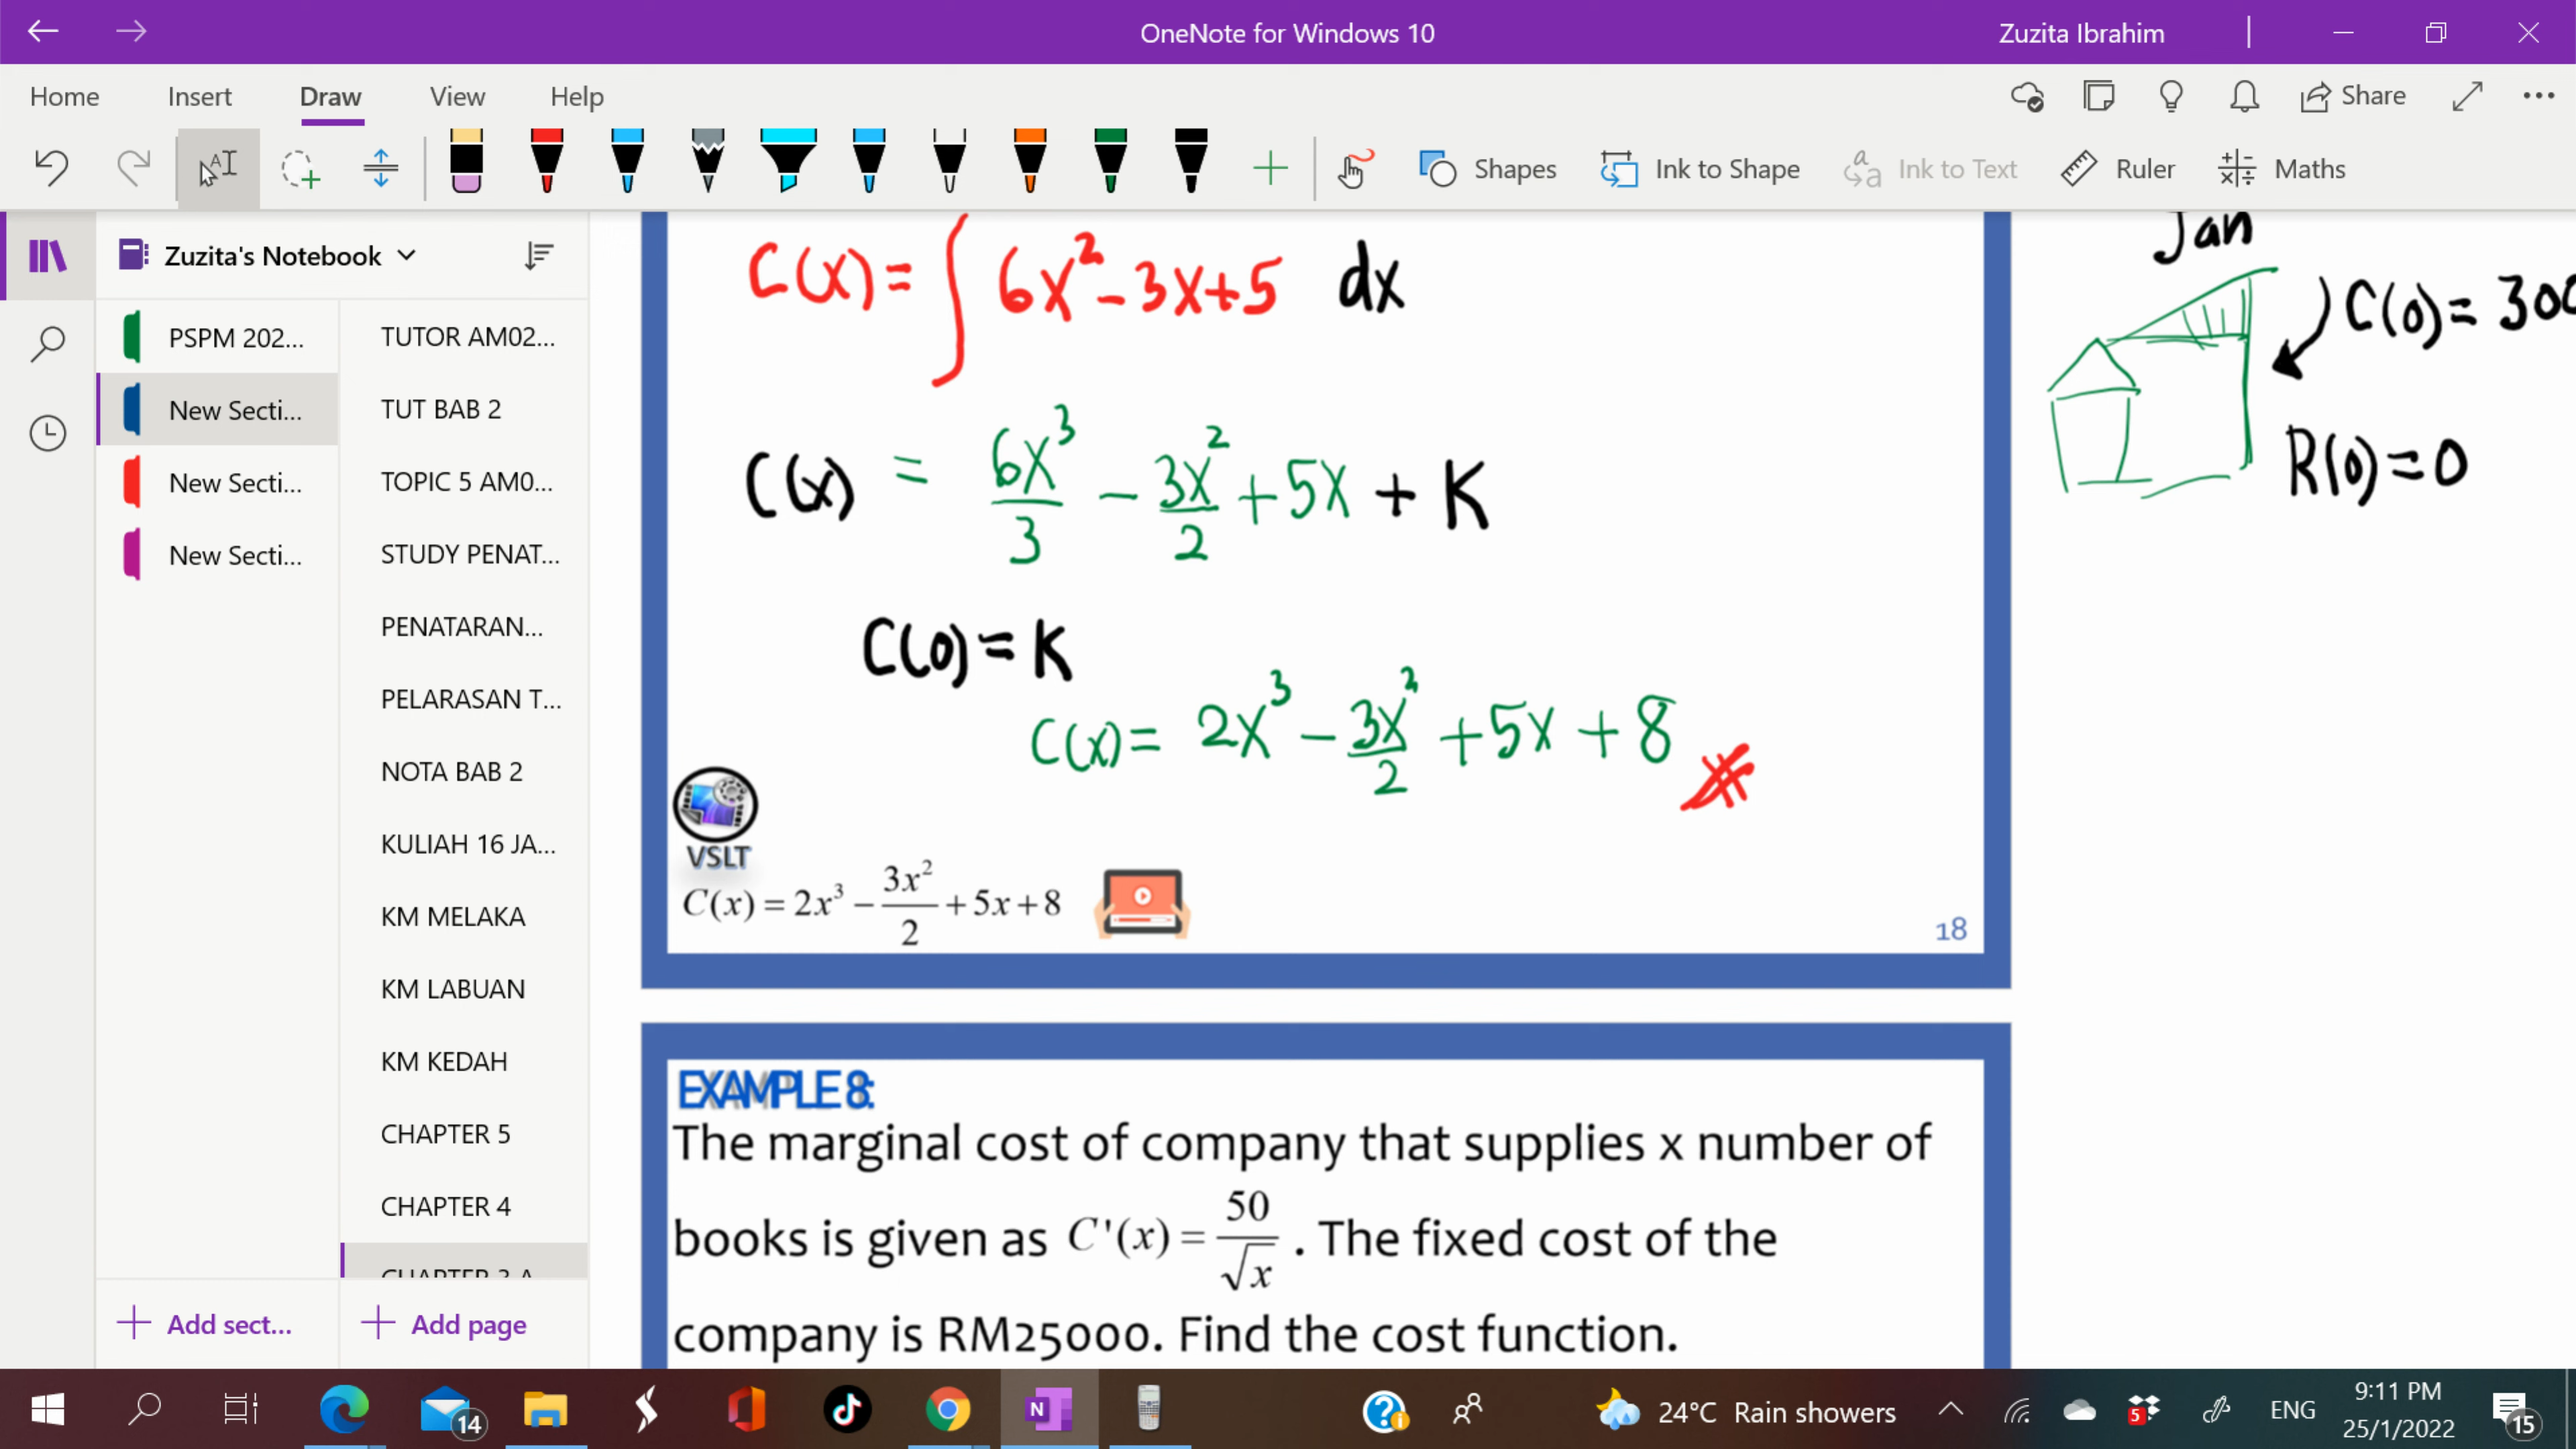 OneNote for Windows 10
Zuzita Ibrahim
Home Insert Draw View Help
Share
Shapes Ink to Shape Ink to Text Ruler Maths
Zuzita's Notebook
PSPM 202...
New Secti...
New Secti...
New Secti...
Add sect...
TUTOR AM02...
TUT BAB 2
TOPIC 5 AM0...
STUDY PENAT...
PENATARAN...
PELARASAN T...
NOTA BAB 2
KULIAH 16 JA...
KM MELAKA
KM LABUAN
KM KEDAH
CHAPTER 5
CHAPTER 4
CHAPTER 3 A
Add page
C(x) = ∫ 6x² - 3x + 5 dx
C(x) = 6x³/3 - 3x²/2 + 5x + K
C(0) = K
C(x) = 2x³ - 3x²/2 + 5x + 8
VSLT
C(x) = 2x³ - 3x²/2 + 5x + 8
18
Jan
C(0) = 300
R(0) = 0
EXAMPLE 8:
The marginal cost of company that supplies x number of
books is given as C'(x) = 50/√x . The fixed cost of the
company is RM25000. Find the cost function.
14
24°C Rain showers
5
ENG
9:11 PM
25/1/2022
15